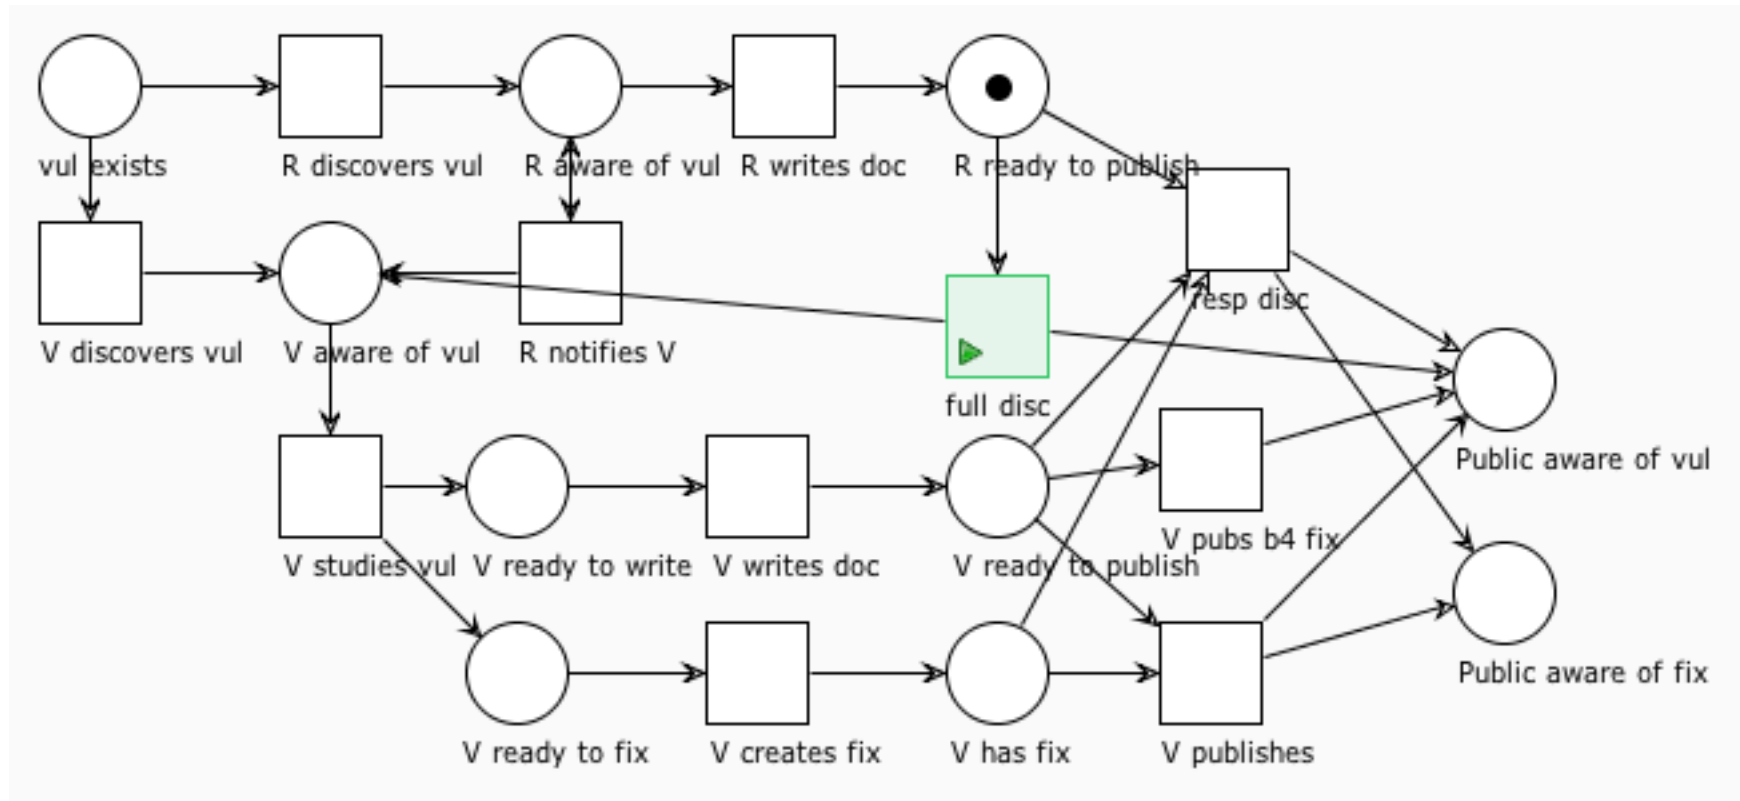 vul exists
R discovers vul
R aware of vul
R writes doc
R ready to publish
resp disc
V discovers vul
V aware of vul
R notifies V
full disc
Public aware of vul
V studies vul
V ready to write
V writes doc
V ready to publish
V pubs b4 fix
Public aware of fix
V ready to fix
V creates fix
V has fix
V publishes